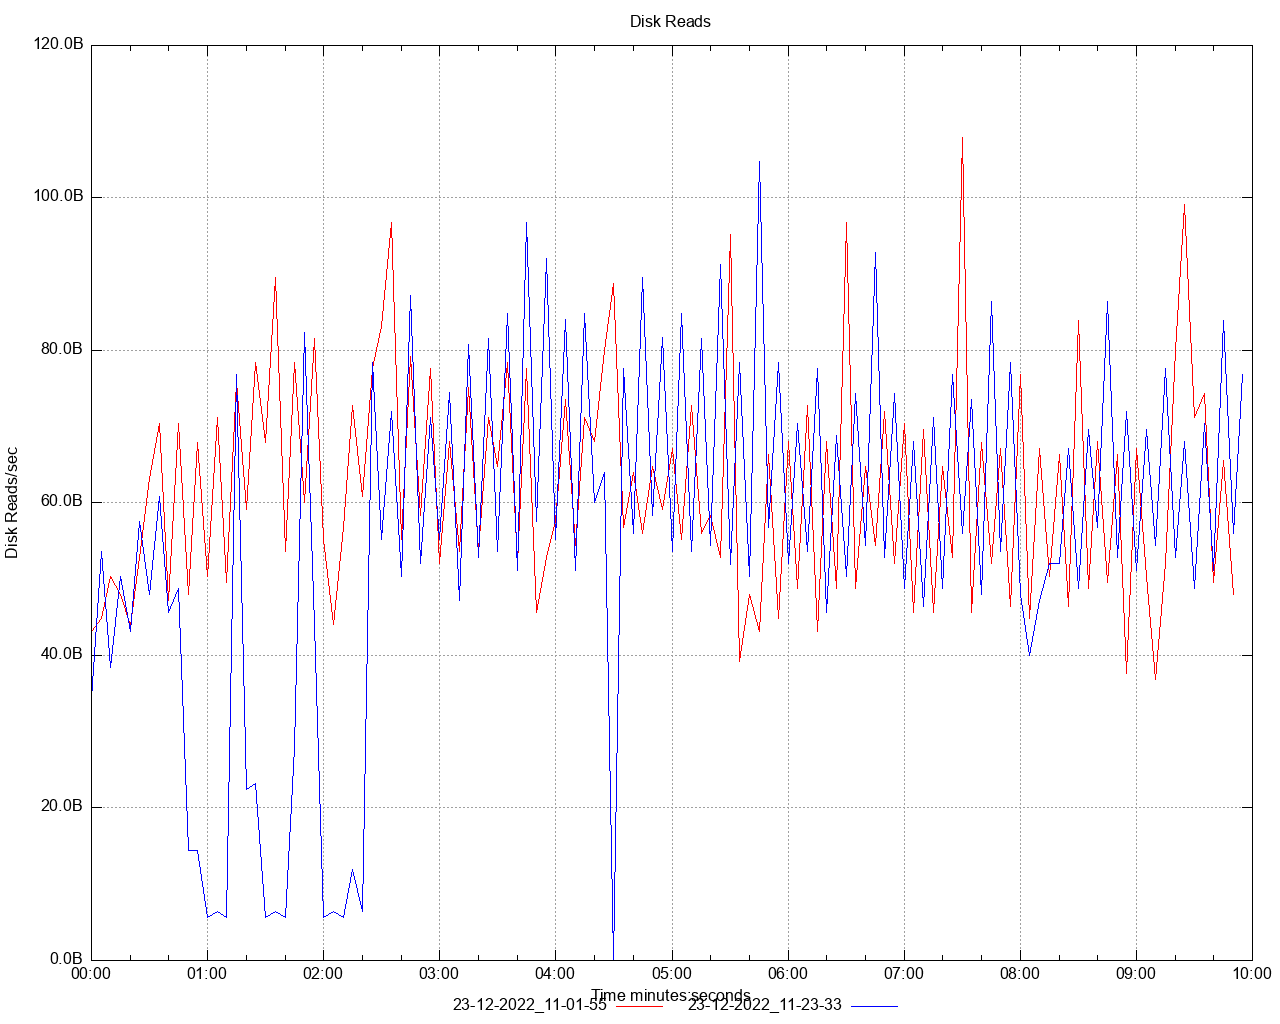 Disk Reads
120.0B
100.0B
80.0B
60.0B
40.0B
20.0B
0.0B
Disk Reads/sec
00:00 01:00 02:00 03:00 04:00 05:00 06:00 07:00 08:00 09:00 10:00
Time minutes:seconds
23-12-2022_11-01-55 23-12-2022_11-23-33